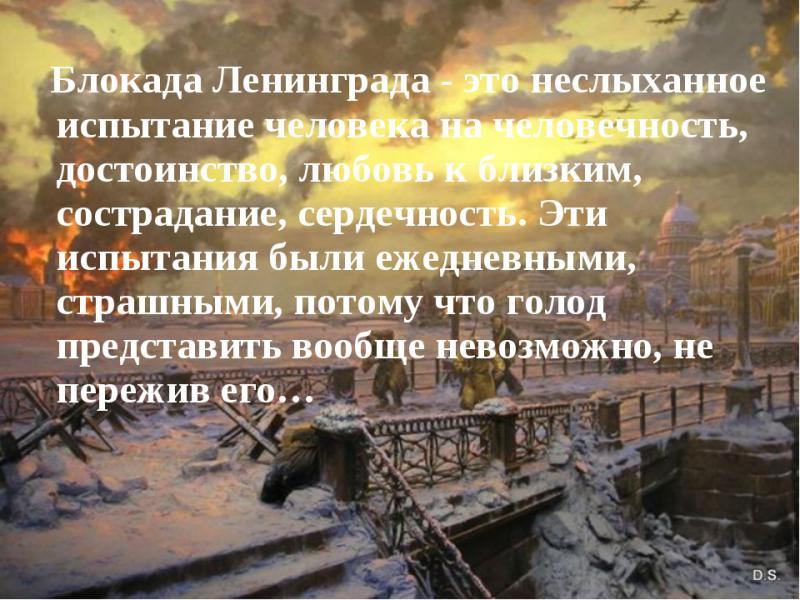 Блокада Ленинграда - это неслыханное
испытание человека на человечность,
достоинство, любовь к близким,
сострадание, сердечность. Эти
испытания были ежедневными,
страшными, потому что голод
представить вообще невозможно, не
пережив его…
D.S.